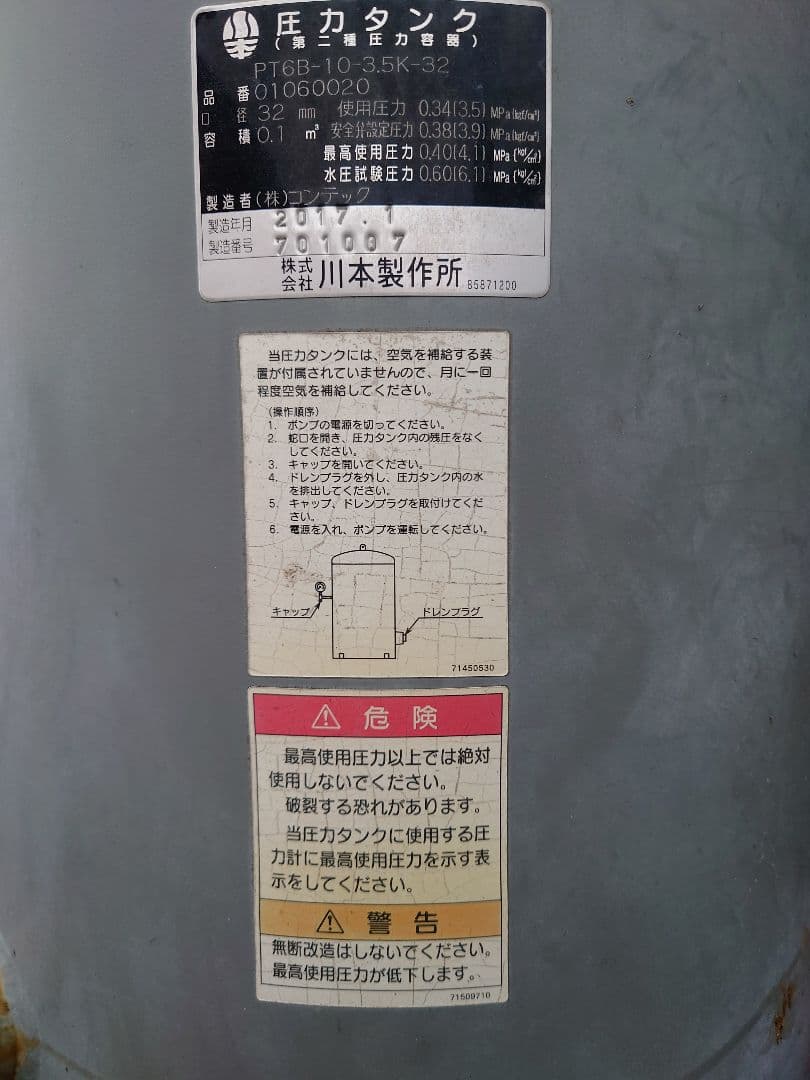 圧力タンク
(第二種圧力容器)
PT6B-10-3.5K-32
品番 01060020
口径 32 mm 使用圧力 0.34(3.5) MPa{kgf/cm²}
容積 0.1 m³ 安全弁設定圧力 0.38(3.9) MPa{kgf/cm²}
最高使用圧力 0.40(4.1) MPa{kgf/cm²}
水圧試験圧力 0.60(6.1) MPa{kgf/cm²}
製造者 (株)コンテック
製造年月 2017.1
製造番号 701007
株式会社 川本製作所 85871200
当圧力タンクには、空気を補給する装
置が付属されていませんので、月に一回
程度空気を補給してください。
(操作順序)
1. ポンプの電源を切ってください。
2. 蛇口を開き、圧力タンク内の残圧をなく
してください。
3. キャップを開いてください。
4. ドレンプラグを外し、圧力タンク内の水
を排出してください。
5. キャップ、ドレンプラグを取付けてくだ
さい。
6. 電源を入れ、ポンプを運転してください。
キャップ ドレンプラグ
71450530
危険
最高使用圧力以上では絶対
使用しないでください。
破裂する恐れがあります。
当圧力タンクに使用する圧
力計に最高使用圧力を示す表
示をしてください。
警告
無断改造はしないでください。
最高使用圧力が低下します。
71509710